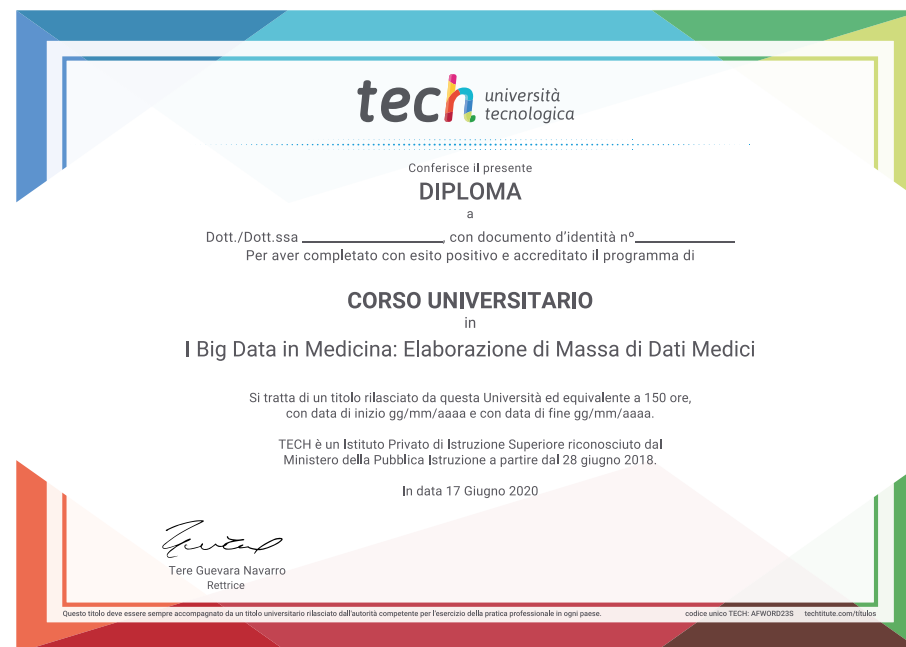 tech università
tecnologica
Conferisce il presente
DIPLOMA
a
Dott./Dott.ssa ____________________, con documento d'identità nº______________
Per aver completato con esito positivo e accreditato il programma di
CORSO UNIVERSITARIO
in
I Big Data in Medicina: Elaborazione di Massa di Dati Medici
Si tratta di un titolo rilasciato da questa Università ed equivalente a 150 ore,
con data di inizio gg/mm/aaaa e con data di fine gg/mm/aaaa.
TECH è un Istituto Privato di Istruzione Superiore riconosciuto dal
Ministero della Pubblica Istruzione a partire dal 28 giugno 2018.
In data 17 Giugno 2020
Tere Guevara Navarro
Rettrice
Questo titolo deve essere sempre accompagnato da un titolo universitario rilasciato dall'autorità competente per l'esercizio della pratica professionale in ogni paese. codice unico TECH: AFWORD23S techtitute.com/titulos